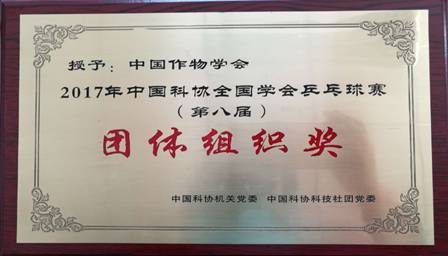 授予：中国作物学会
2017年中国科协全国学会乒乓球赛
（第八届）
团体组织奖
中国科协机关党委 中国科协科技社团党委